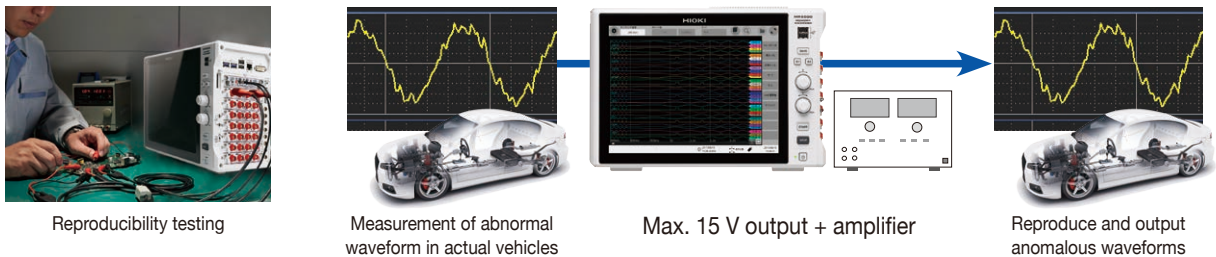 HIOKI
Reproducibility testing
Measurement of abnormal
waveform in actual vehicles
Max. 15 V output + amplifier
Reproduce and output
anomalous waveforms